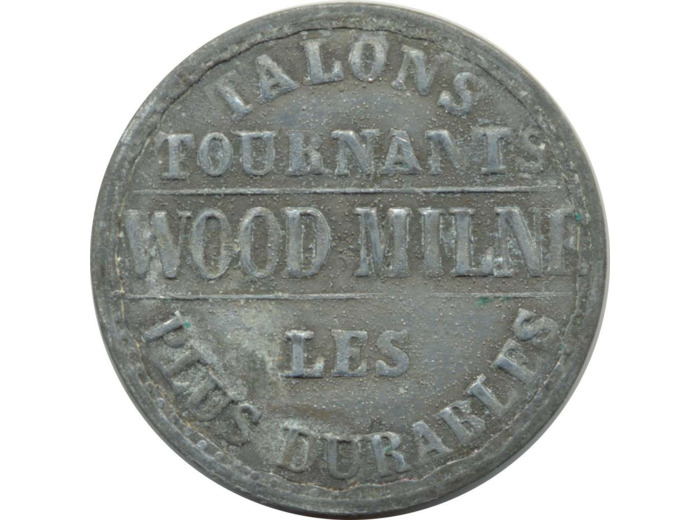 TALONS
TOURNANTS
WOOD MILNE
LES
PLUS DURABLES